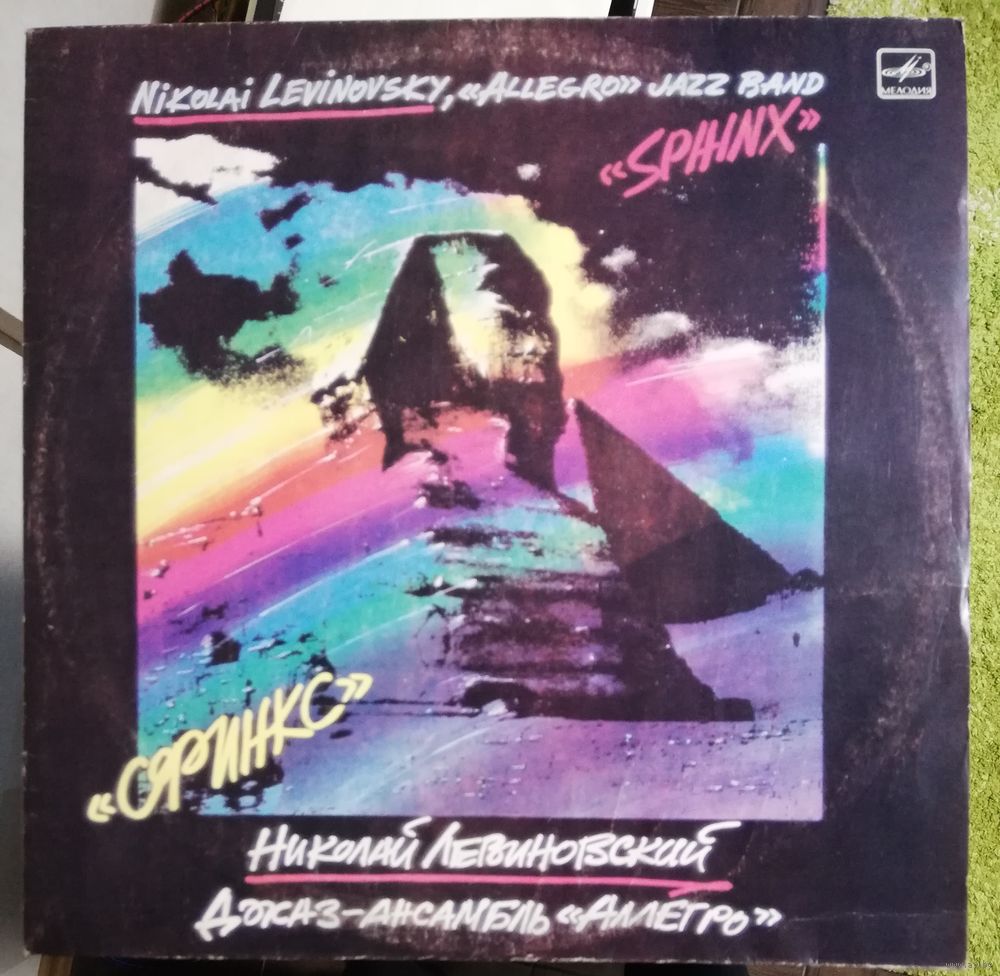 Nikolai Levinovsky, «Allegro» Jazz Band
МЕЛОДИЯ
«Sphinx»
«Сфинкс»
Николай Левиновский
Джаз-ансамбль «Аллегро»